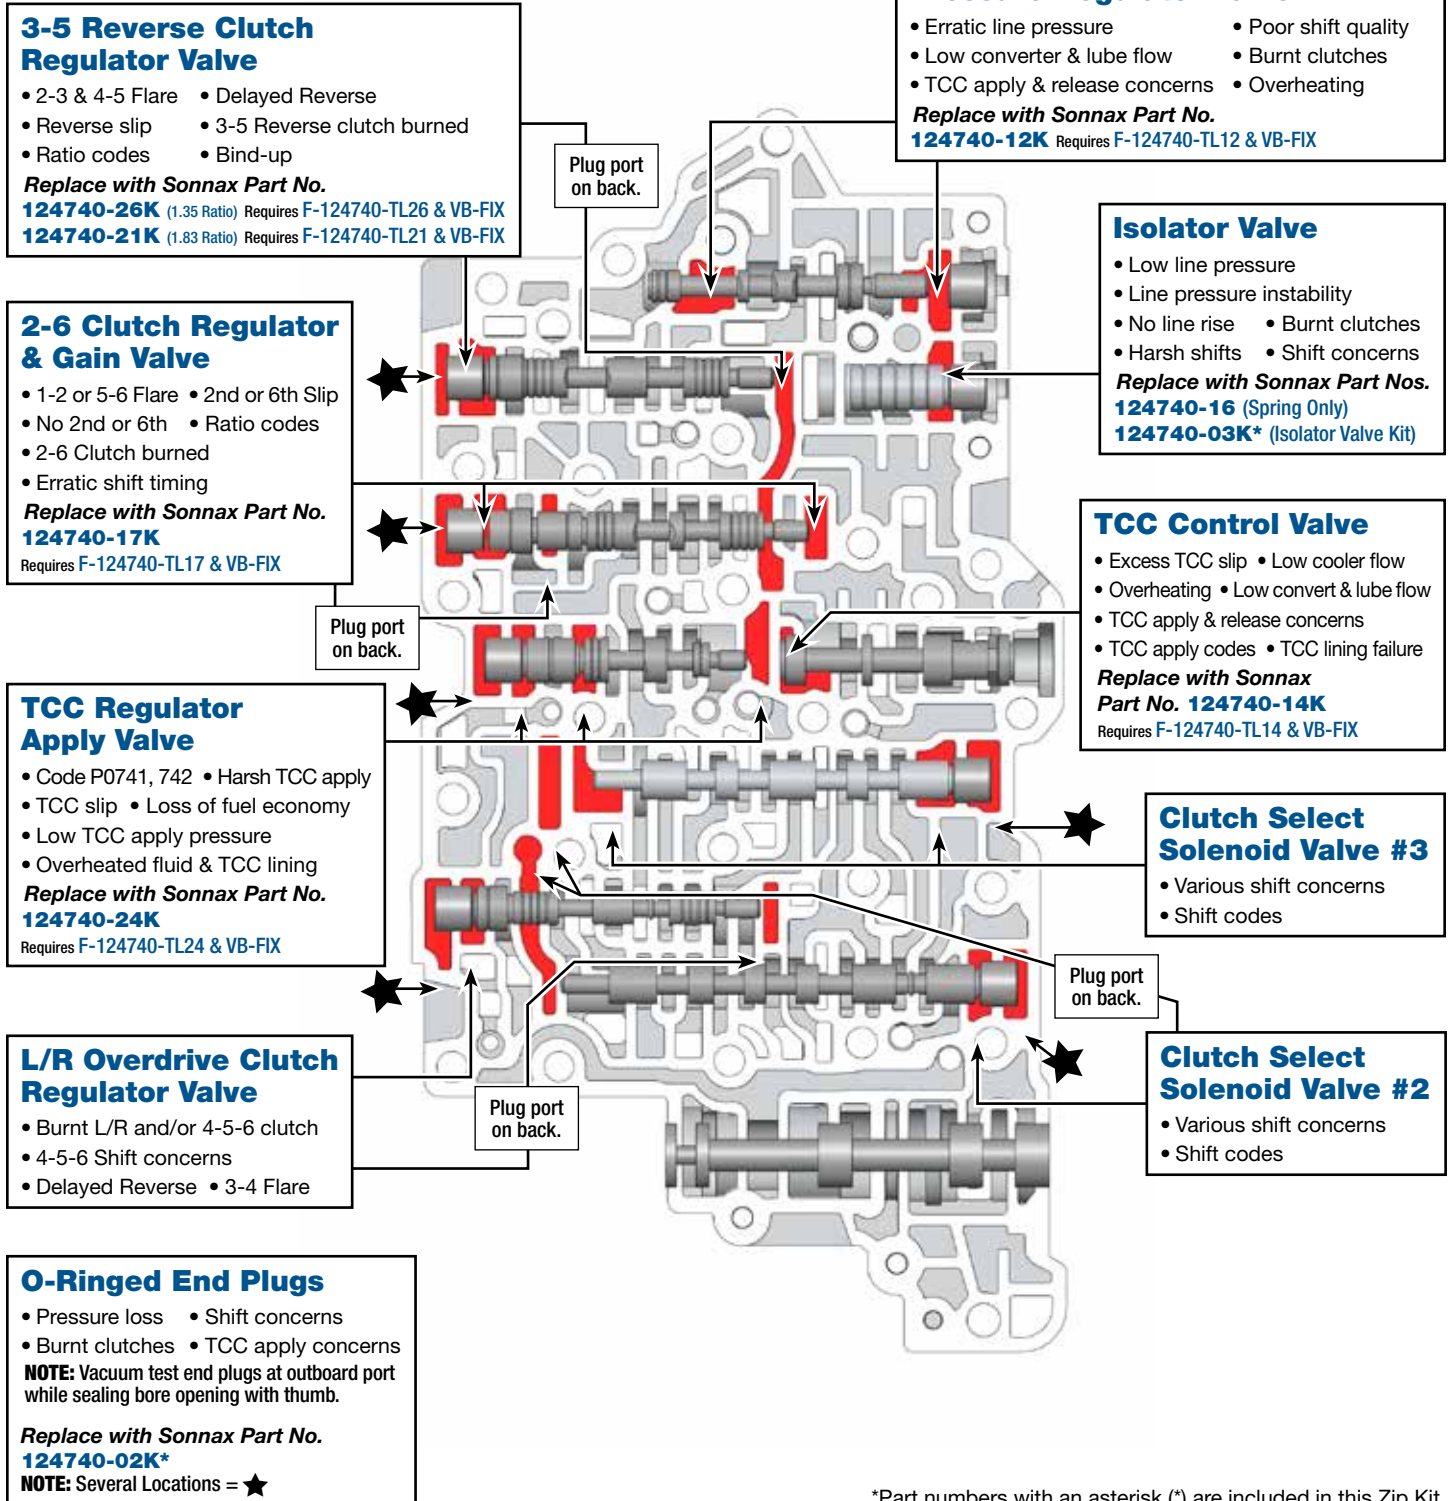 3-5 Reverse Clutch
Regulator Valve
• 2-3 & 4-5 Flare • Delayed Reverse
• Reverse slip • 3-5 Reverse clutch burned
• Ratio codes • Bind-up
Replace with Sonnax Part No.
124740-26K (1.35 Ratio) Requires F-124740-TL26 & VB-FIX
124740-21K (1.83 Ratio) Requires F-124740-TL21 & VB-FIX
• Erratic line pressure • Poor shift quality
• Low converter & lube flow • Burnt clutches
• TCC apply & release concerns • Overheating
Replace with Sonnax Part No.
124740-12K Requires F-124740-TL12 & VB-FIX
Plug port
on back.
Isolator Valve
• Low line pressure
• Line pressure instability
• No line rise • Burnt clutches
• Harsh shifts • Shift concerns
Replace with Sonnax Part Nos.
124740-16 (Spring Only)
124740-03K* (Isolator Valve Kit)
2-6 Clutch Regulator
& Gain Valve
• 1-2 or 5-6 Flare • 2nd or 6th Slip
• No 2nd or 6th • Ratio codes
• 2-6 Clutch burned
• Erratic shift timing
Replace with Sonnax Part No.
124740-17K
Requires F-124740-TL17 & VB-FIX
Plug port
on back.
TCC Control Valve
• Excess TCC slip • Low cooler flow
• Overheating • Low convert & lube flow
• TCC apply & release concerns
• TCC apply codes • TCC lining failure
Replace with Sonnax
Part No. 124740-14K
Requires F-124740-TL14 & VB-FIX
TCC Regulator
Apply Valve
• Code P0741, 742 • Harsh TCC apply
• TCC slip • Loss of fuel economy
• Low TCC apply pressure
• Overheated fluid & TCC lining
Replace with Sonnax Part No.
124740-24K
Requires F-124740-TL24 & VB-FIX
Clutch Select
Solenoid Valve #3
• Various shift concerns
• Shift codes
Plug port
on back.
L/R Overdrive Clutch
Regulator Valve
• Burnt L/R and/or 4-5-6 clutch
• 4-5-6 Shift concerns
• Delayed Reverse • 3-4 Flare
Plug port
on back.
Clutch Select
Solenoid Valve #2
• Various shift concerns
• Shift codes
O-Ringed End Plugs
• Pressure loss • Shift concerns
• Burnt clutches • TCC apply concerns
NOTE: Vacuum test end plugs at outboard port
while sealing bore opening with thumb.
Replace with Sonnax Part No.
124740-02K*
NOTE: Several Locations = ★
*Part numbers with an asterisk (*) are included in this Zip Kit